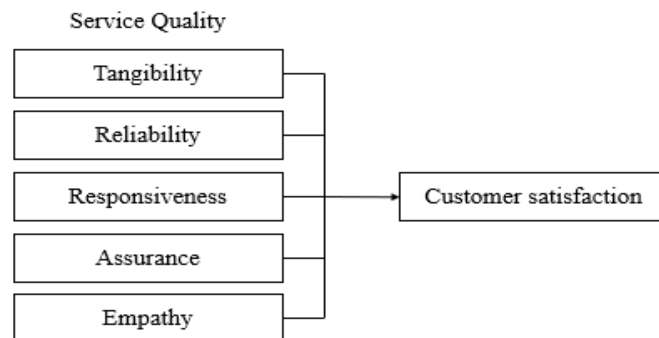 Service Quality
Tangibility
Reliability
Responsiveness
Customer satisfaction
Assurance
Empathy